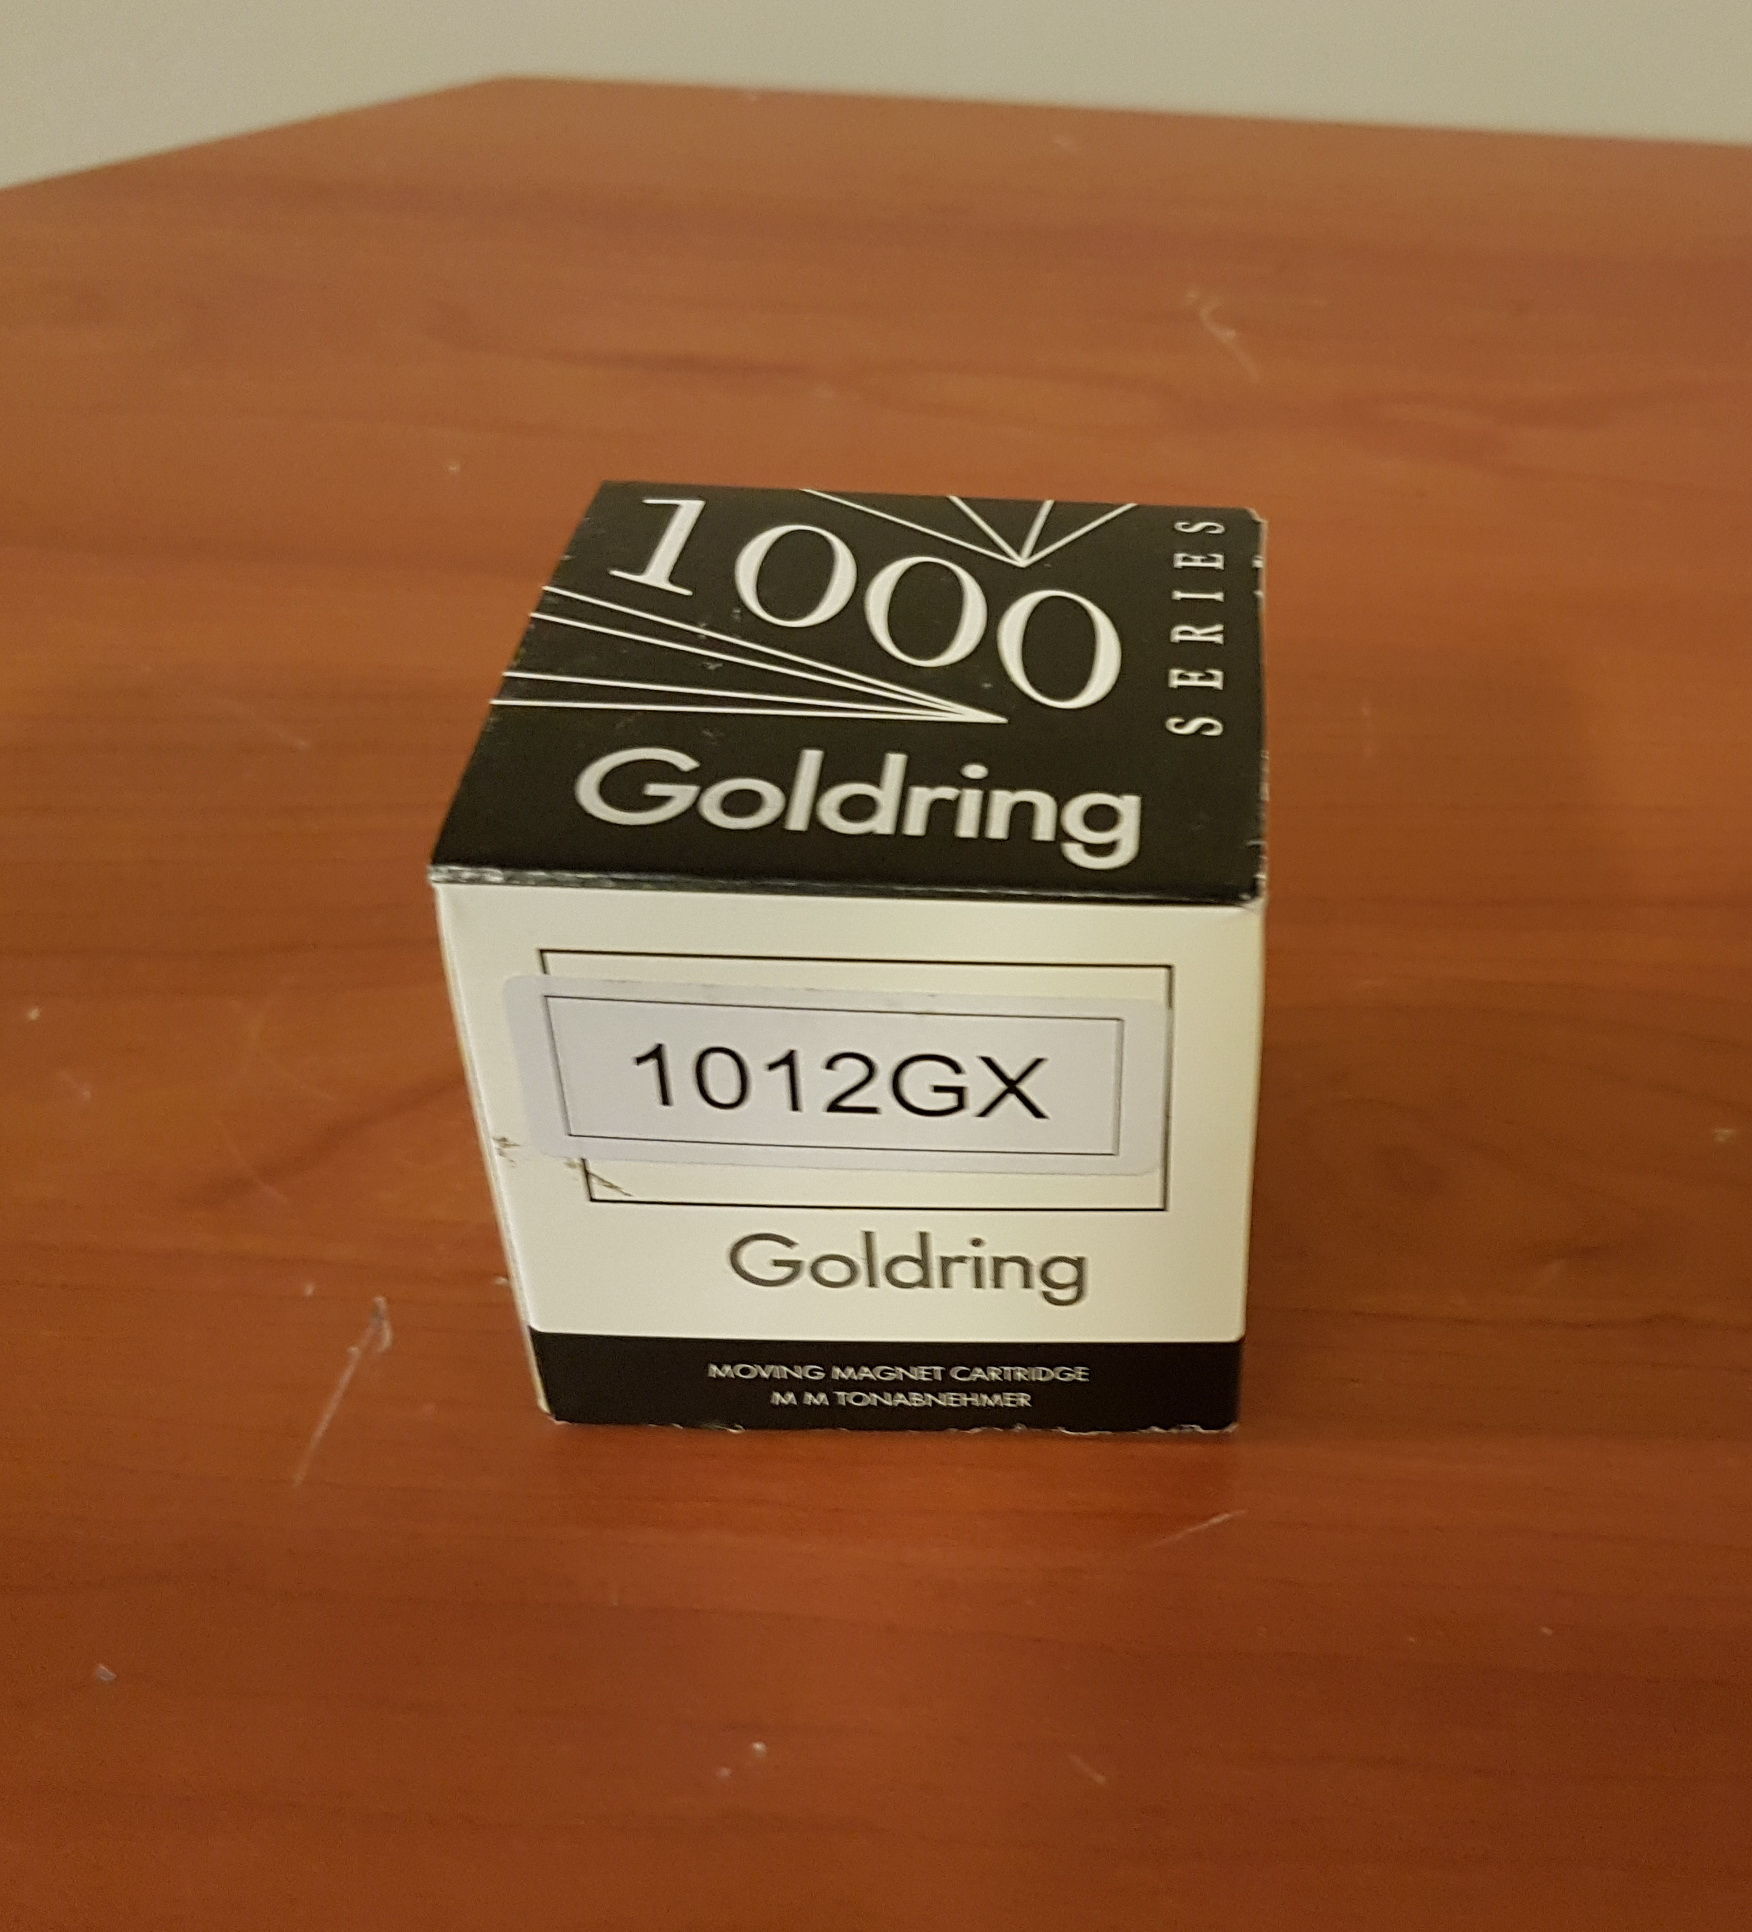 1000
SERIES
Goldring
1012GX
Goldring
MOVING MAGNET CARTRIDGE
M M TONABNEHMER